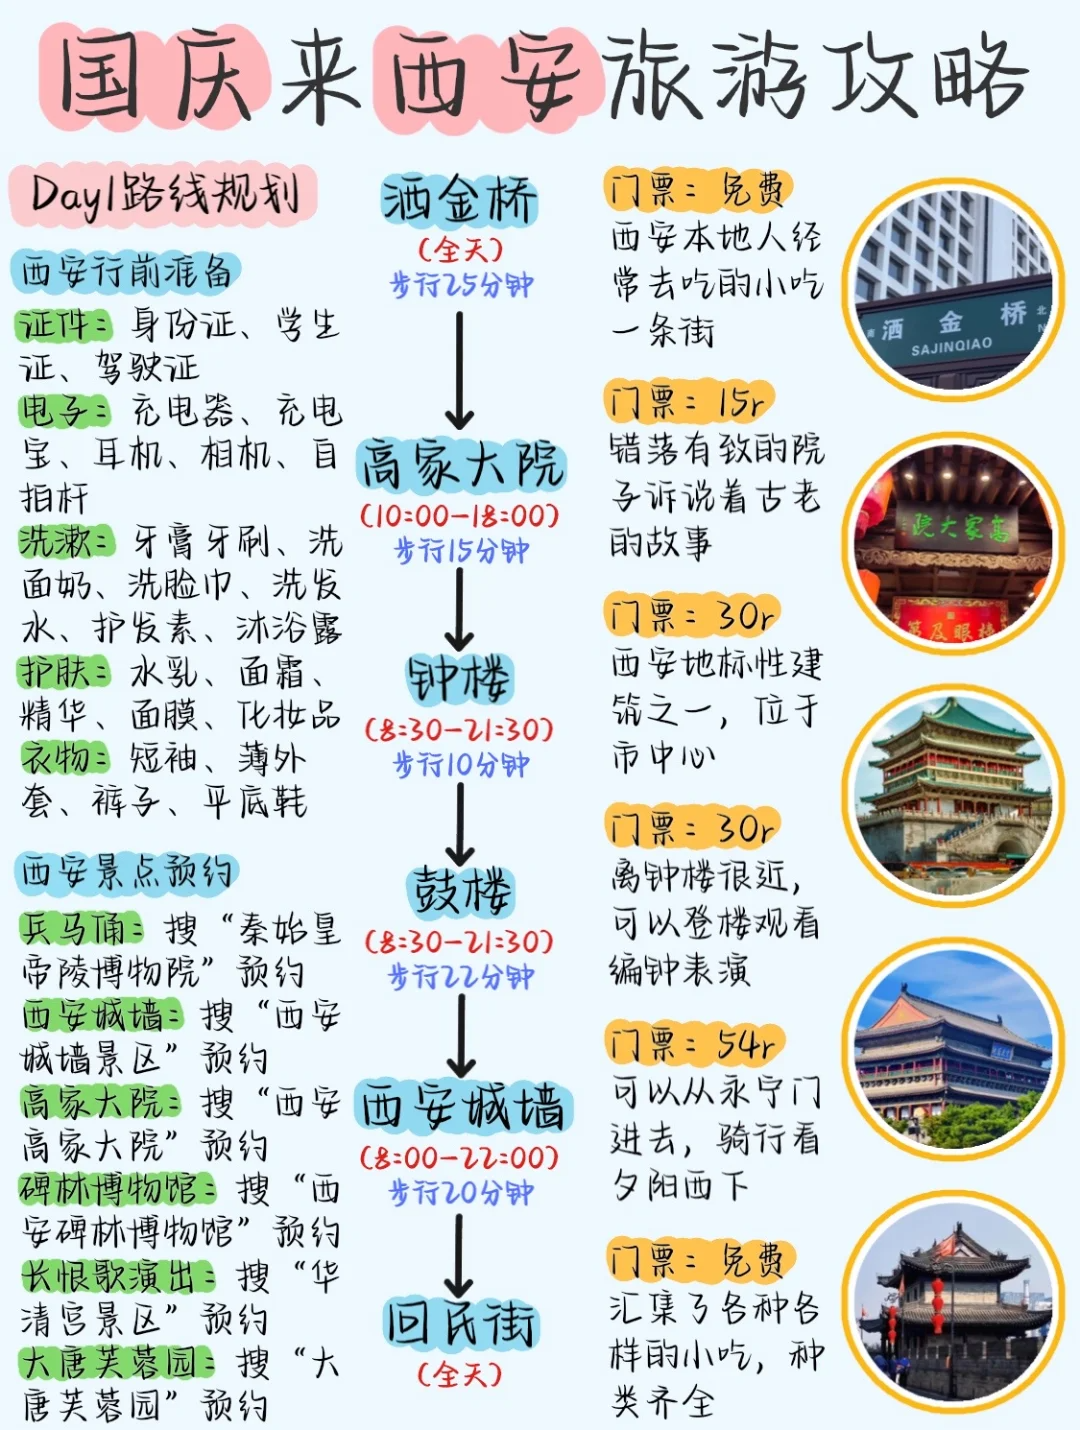 国庆来西安旅游攻略
Day1路线规划
西安行前准备
证件：身份证、学生
证、驾驶证
电子：充电器、充电
宝、耳机、相机、自
拍杆
洗漱：牙膏牙刷、洗
面奶、洗脸巾、洗发
水、护发素、沐浴露
护肤：水乳、面霜、
精华、面膜、化妆品
衣物：短袖、薄外
套、裤子、平底鞋
西安景点预约
兵马俑：搜“秦始皇
帝陵博物院”预约
西安城墙：搜“西安
城墙景区”预约
高家大院：搜“西安
高家大院”预约
碑林博物馆：搜“西
安碑林博物馆”预约
长恨歌演出：搜“华
清宫景区”预约
大唐芙蓉园：搜“大
唐芙蓉园”预约
洒金桥
(全天)
步行25分钟
高家大院
(10:00-18:00)
步行15分钟
钟楼
(8:30-21:30)
步行10分钟
鼓楼
(8:30-21:30)
步行22分钟
西安城墙
(8:00-22:00)
步行20分钟
回民街
(全天)
门票：免费
西安本地人经
常去吃的小吃
一条街
门票：15r
错落有致的院
子诉说着古老
的故事
门票：30r
西安地标性建
筑之一，位于
市中心
门票：30r
离钟楼很近，
可以登楼观看
编钟表演
门票：54r
可以从永宁门
进去，骑行看
夕阳西下
门票：免费
汇集了各种各
样的小吃，种
类齐全
南 洒金桥 北
SAJINQIAO N
院大家高
第及眼榜